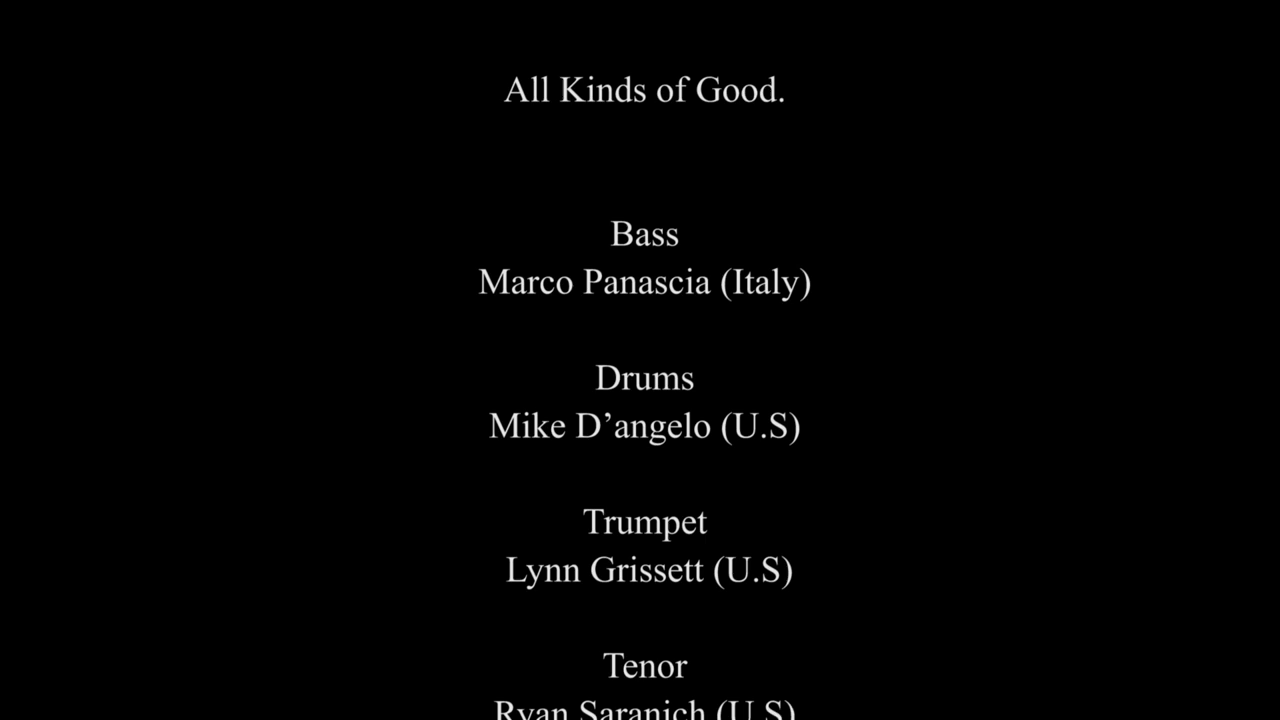 All Kinds of Good.
Bass
Marco Panascia (Italy)
Drums
Mike D’angelo (U.S)
Trumpet
Lynn Grissett (U.S)
Tenor
Ryan Saranich (U.S)